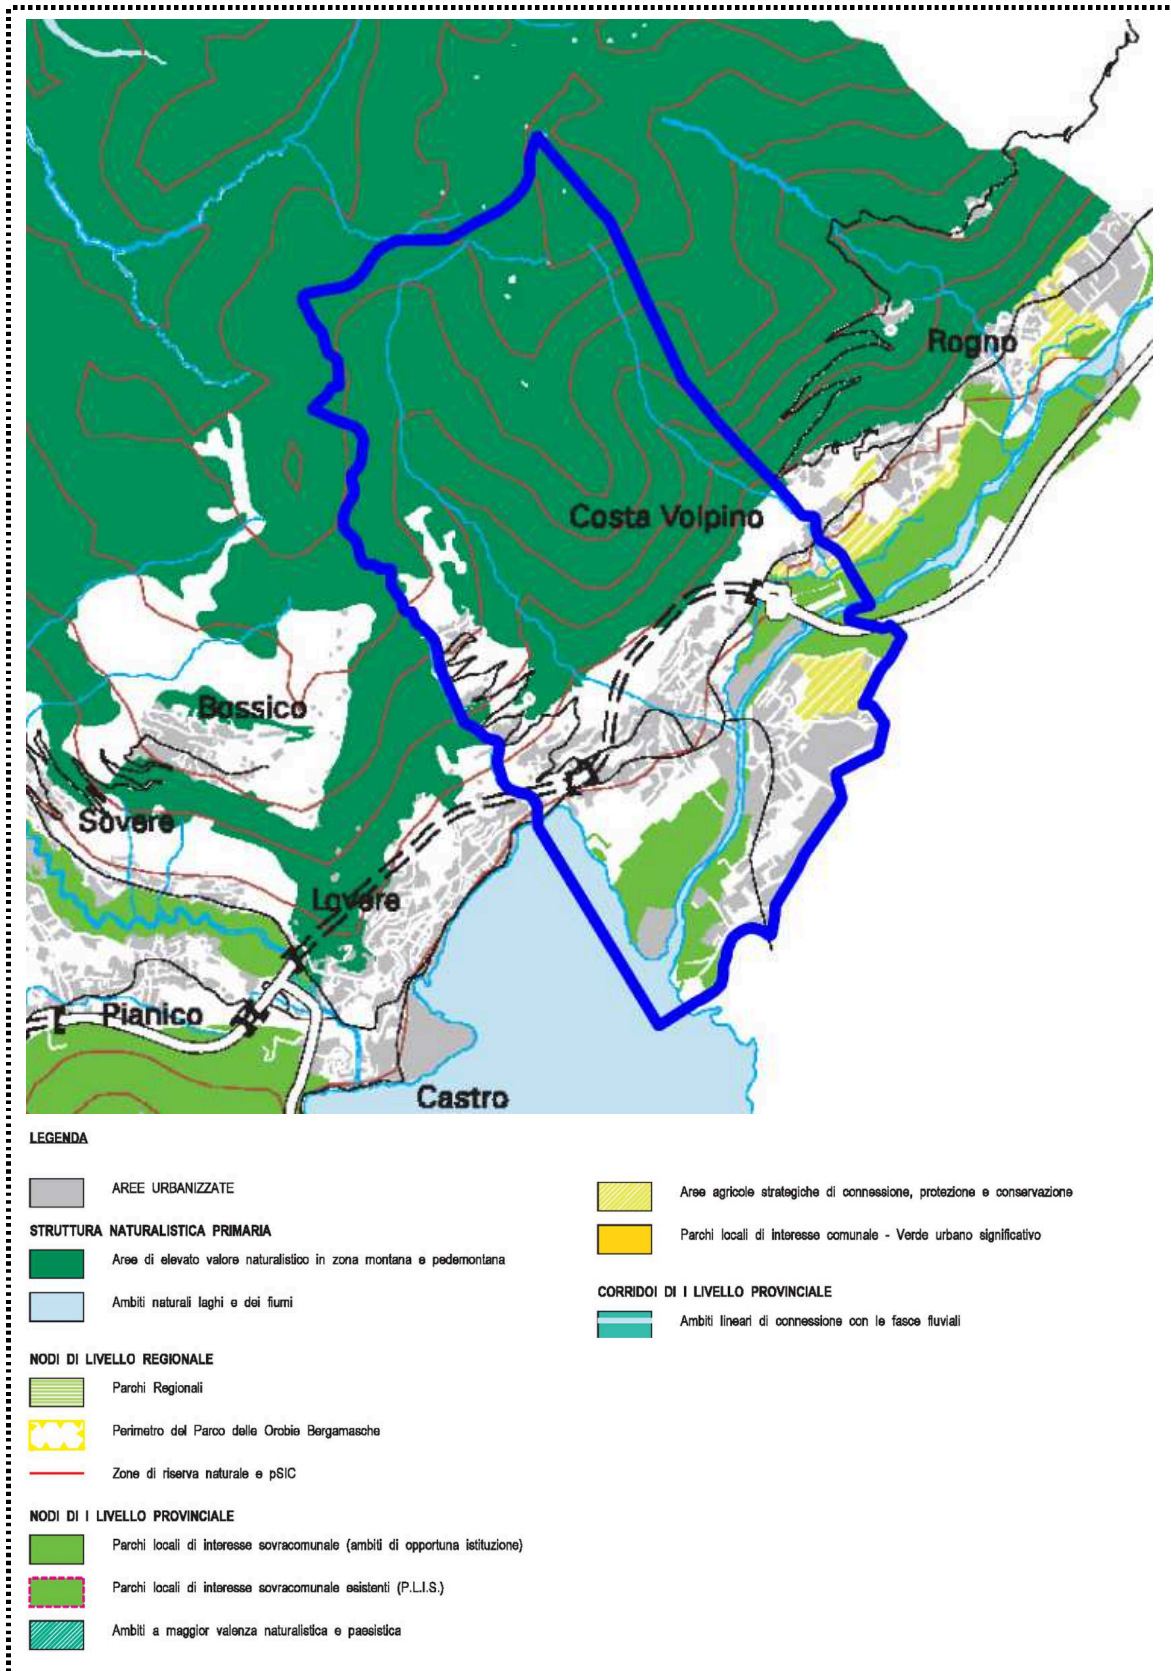 Rogno
Costa Volpino
Bossico
Sovere
Lovere
Pianico
Castro
LEGENDA
AREE URBANIZZATE
STRUTTURA NATURALISTICA PRIMARIA
Aree di elevato valore naturalistico in zona montana e pedemontana
Ambiti naturali laghi e dei fiumi
NODI DI LIVELLO REGIONALE
Parchi Regionali
Perimetro del Parco delle Orobie Bergamasche
Zone di riserva naturale e pSIC
NODI DI I LIVELLO PROVINCIALE
Parchi locali di interesse sovracomunale (ambiti di opportuna istituzione)
Parchi locali di interesse sovracomunale esistenti (P.L.I.S.)
Ambiti a maggior valenza naturalistica e paesistica
Aree agricole strategiche di connessione, protezione e conservazione
Parchi locali di interesse comunale - Verde urbano significativo
CORRIDOI DI I LIVELLO PROVINCIALE
Ambiti lineari di connessione con le fasce fluviali